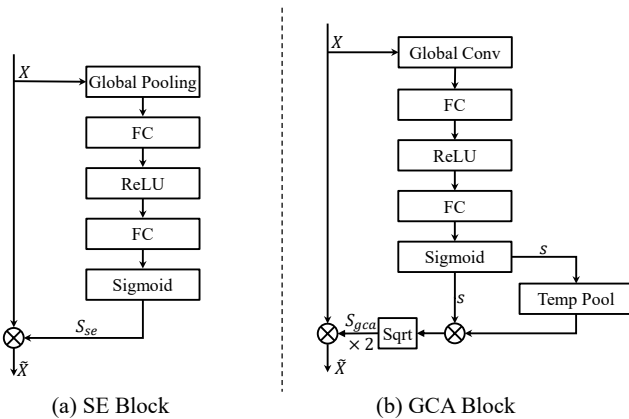 X
Global Pooling
FC
ReLU
FC
Sigmoid
S_se
X̃
(a) SE Block
X
Global Conv
FC
ReLU
FC
Sigmoid
s
s
Temp Pool
Sqrt
S_gca
× 2
X̃
(b) GCA Block